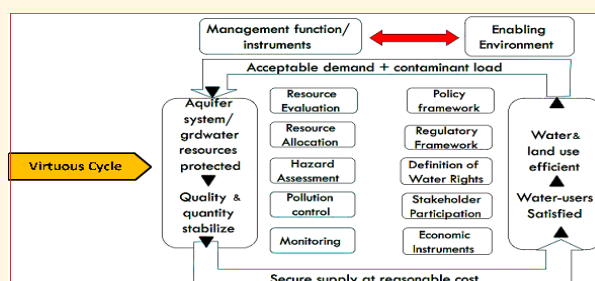 Management function/
instruments
Enabling
Environment
Acceptable demand + contaminant load
Aquifer
system/
grdwater
resources
protected
Quality &
quantity
stabilize
Resource
Evaluation
Resource
Allocation
Hazard
Assessment
Pollution
control
Monitoring
Policy
framework
Regulatory
Framework
Definition of
Water Rights
Stakeholder
Participation
Economic
Instruments
Water&
land use
efficient
Water-users
Satisfied
Virtuous Cycle
Secure supply at reasonable cost